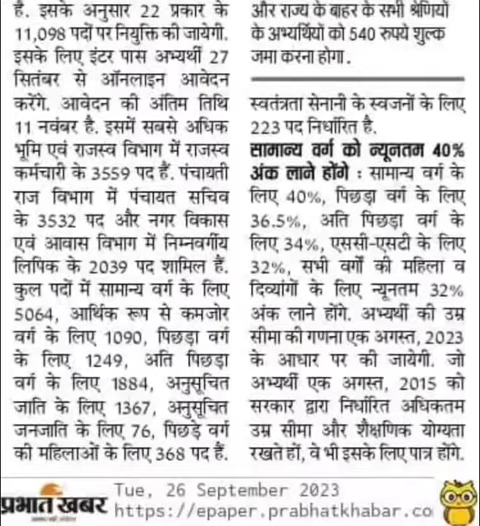 है. इसके अनुसार 22 प्रकार के
11,098 पदों पर नियुक्ति की जायेगी.
इसके लिए इंटर पास अभ्यर्थी 27
सितंबर से ऑनलाइन आवेदन
करेंगे. आवेदन की अंतिम तिथि
11 नवंबर है. इसमें सबसे अधिक
भूमि एवं राजस्व विभाग में राजस्व
कर्मचारी के 3559 पद हैं. पंचायती
राज विभाग में पंचायत सचिव
के 3532 पद और नगर विकास
एवं आवास विभाग में निम्नवर्गीय
लिपिक के 2039 पद शामिल हैं.
कुल पदों में सामान्य वर्ग के लिए
5064, आर्थिक रूप से कमजोर
वर्ग के लिए 1090, पिछड़ा वर्ग
के लिए 1249, अति पिछड़ा
वर्ग के लिए 1884, अनुसूचित
जाति के लिए 1367, अनुसूचित
जनजाति के लिए 76, पिछड़े वर्ग
की महिलाओं के लिए 368 पद हैं.
और राज्य के बाहर के सभी श्रेणियों
के अभ्यर्थियों को 540 रुपये शुल्क
जमा करना होगा.
स्वतंत्रता सेनानी के स्वजनों के लिए
223 पद निर्धारित है.
सामान्य वर्ग को न्यूनतम 40%
अंक लाने होंगे : सामान्य वर्ग के
लिए 40%, पिछड़ा वर्ग के लिए
36.5%, अति पिछड़ा वर्ग के
लिए 34%, एससी-एसटी के लिए
32%, सभी वर्गों की महिला व
दिव्यांगों के लिए न्यूनतम 32%
अंक लाने होंगे. अभ्यर्थी की उम्र
सीमा की गणना एक अगस्त, 2023
के आधार पर की जायेगी. जो
अभ्यर्थी एक अगस्त, 2015 को
सरकार द्वारा निर्धारित अधिकतम
उम्र सीमा और शैक्षणिक योग्यता
रखते हों, वे भी इसके लिए पात्र होंगे.
प्रभात खबर
Tue, 26 September 2023
https://epaper.prabhatkhabar.co